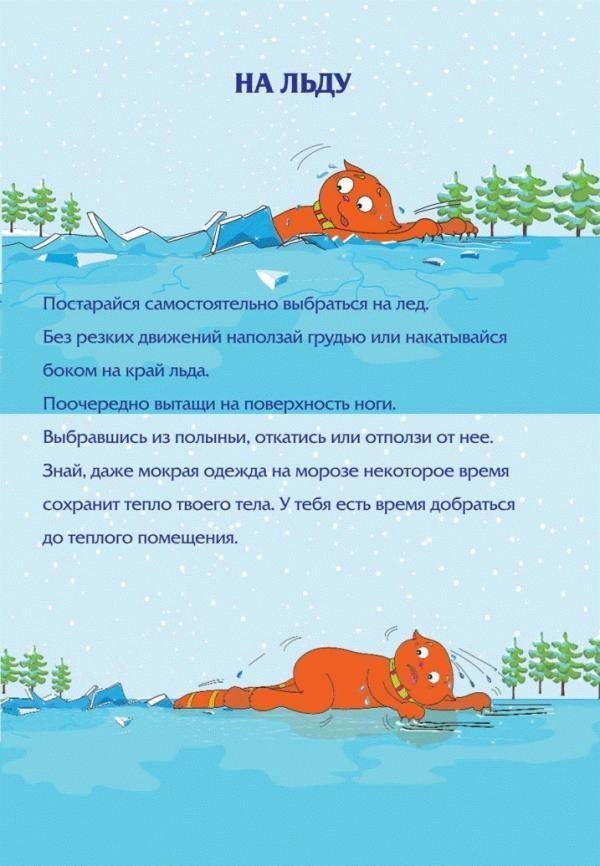 НА ЛЬДУ
Постарайся самостоятельно выбраться на лед.
Без резких движений наползай грудью или накатывайся
боком на край льда.
Поочередно вытащи на поверхность ноги.
Выбравшись из полыньи, откатись или отползи от нее.
Знай, даже мокрая одежда на морозе некоторое время
сохранит тепло твоего тела. У тебя есть время добраться
до теплого помещения.